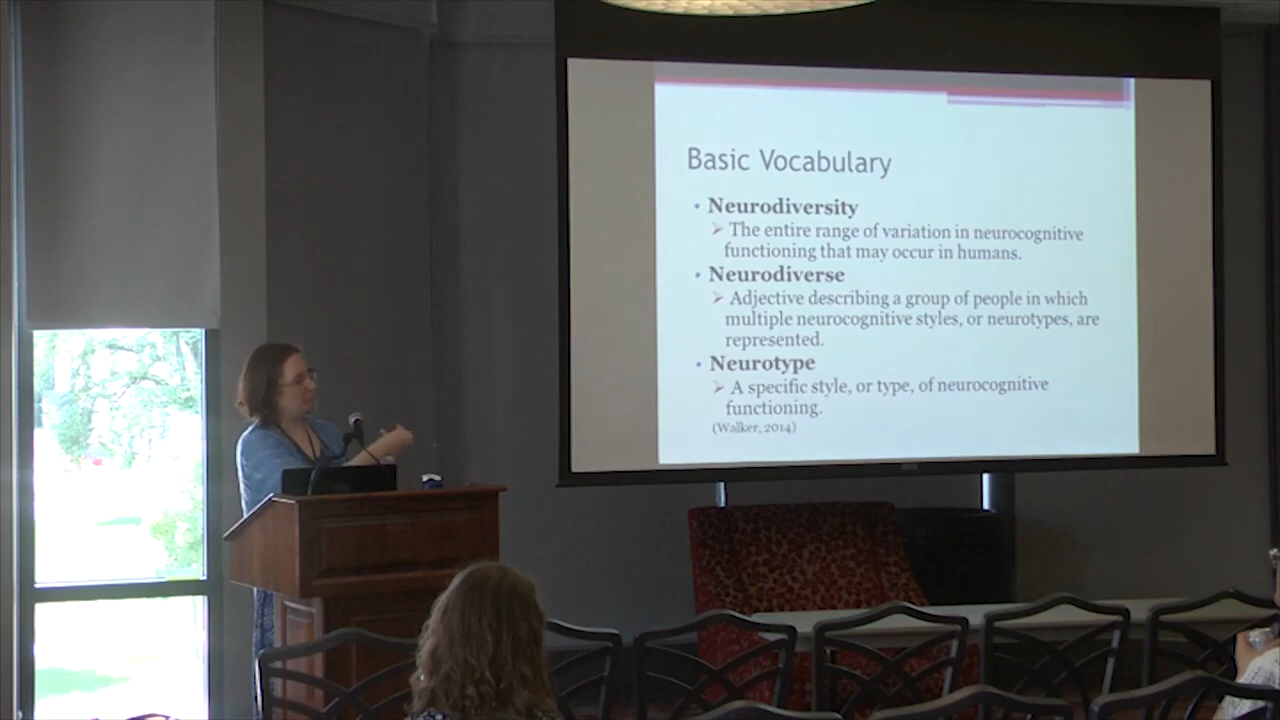 Basic Vocabulary
• Neurodiversity
➢ The entire range of variation in neurocognitive
functioning that may occur in humans.
• Neurodiverse
➢ Adjective describing a group of people in which
multiple neurocognitive styles, or neurotypes, are
represented.
• Neurotype
➢ A specific style, or type, of neurocognitive
functioning.
(Walker, 2014)